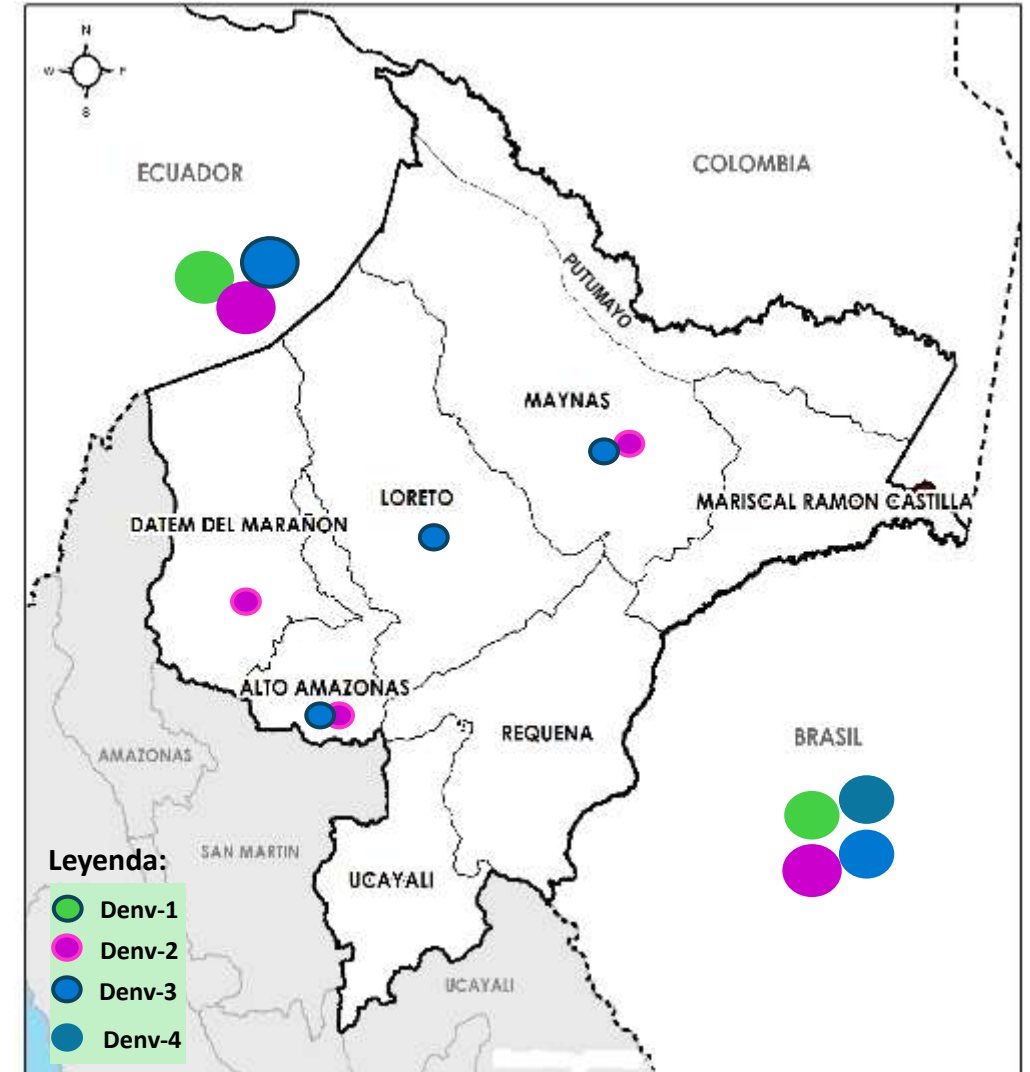 N
W
E
S
ECUADOR
COLOMBIA
PUTUMAYO
MAYNAS
LORETO
MARISCAL RAMON CASTILLA
DATEM DEL MARAÑON
ALTO AMAZONAS
REQUENA
BRASIL
AMAZONAS
SAN MARTIN
UCAYALI
UCAYALI
Leyenda:
Denv-1
Denv-2
Denv-3
Denv-4